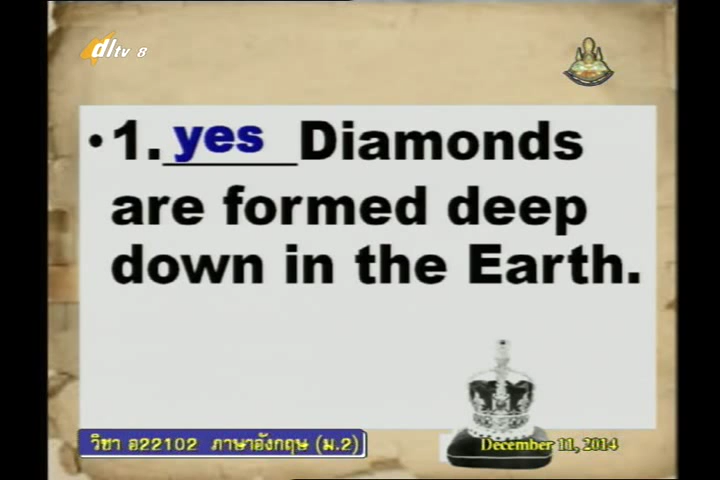 dltv 8
• 1. yes Diamonds
are formed deep
down in the Earth.
วิชา อ22102 ภาษาอังกฤษ (ม.2)
December 11, 2014